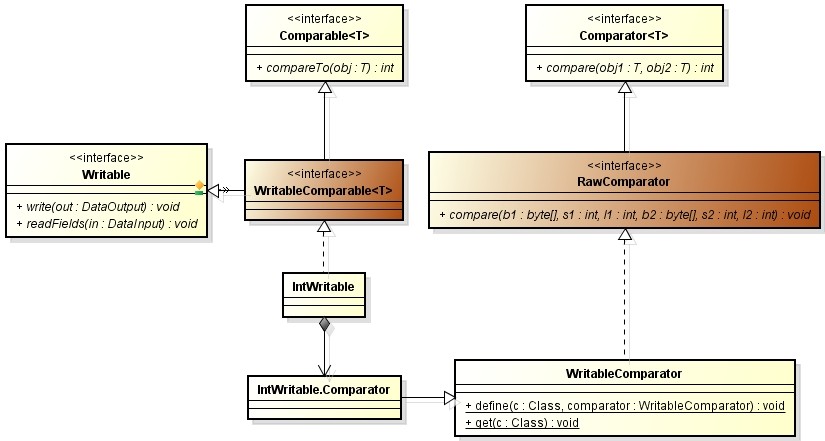 <<interface>>
Comparable<T>
+ compareTo(obj : T) : int
<<interface>>
Comparator<T>
+ compare(obj1 : T, obj2 : T) : int
<<interface>>
Writable
+ write(out : DataOutput) : void
+ readFields(in : DataInput) : void
<<interface>>
WritableComparable<T>
<<interface>>
RawComparator
+ compare(b1 : byte[], s1 : int, l1 : int, b2 : byte[], s2 : int, l2 : int) : void
IntWritable
IntWritable.Comparator
WritableComparator
+ define(c : Class, comparator : WritableComparator) : void
+ get(c : Class) : void